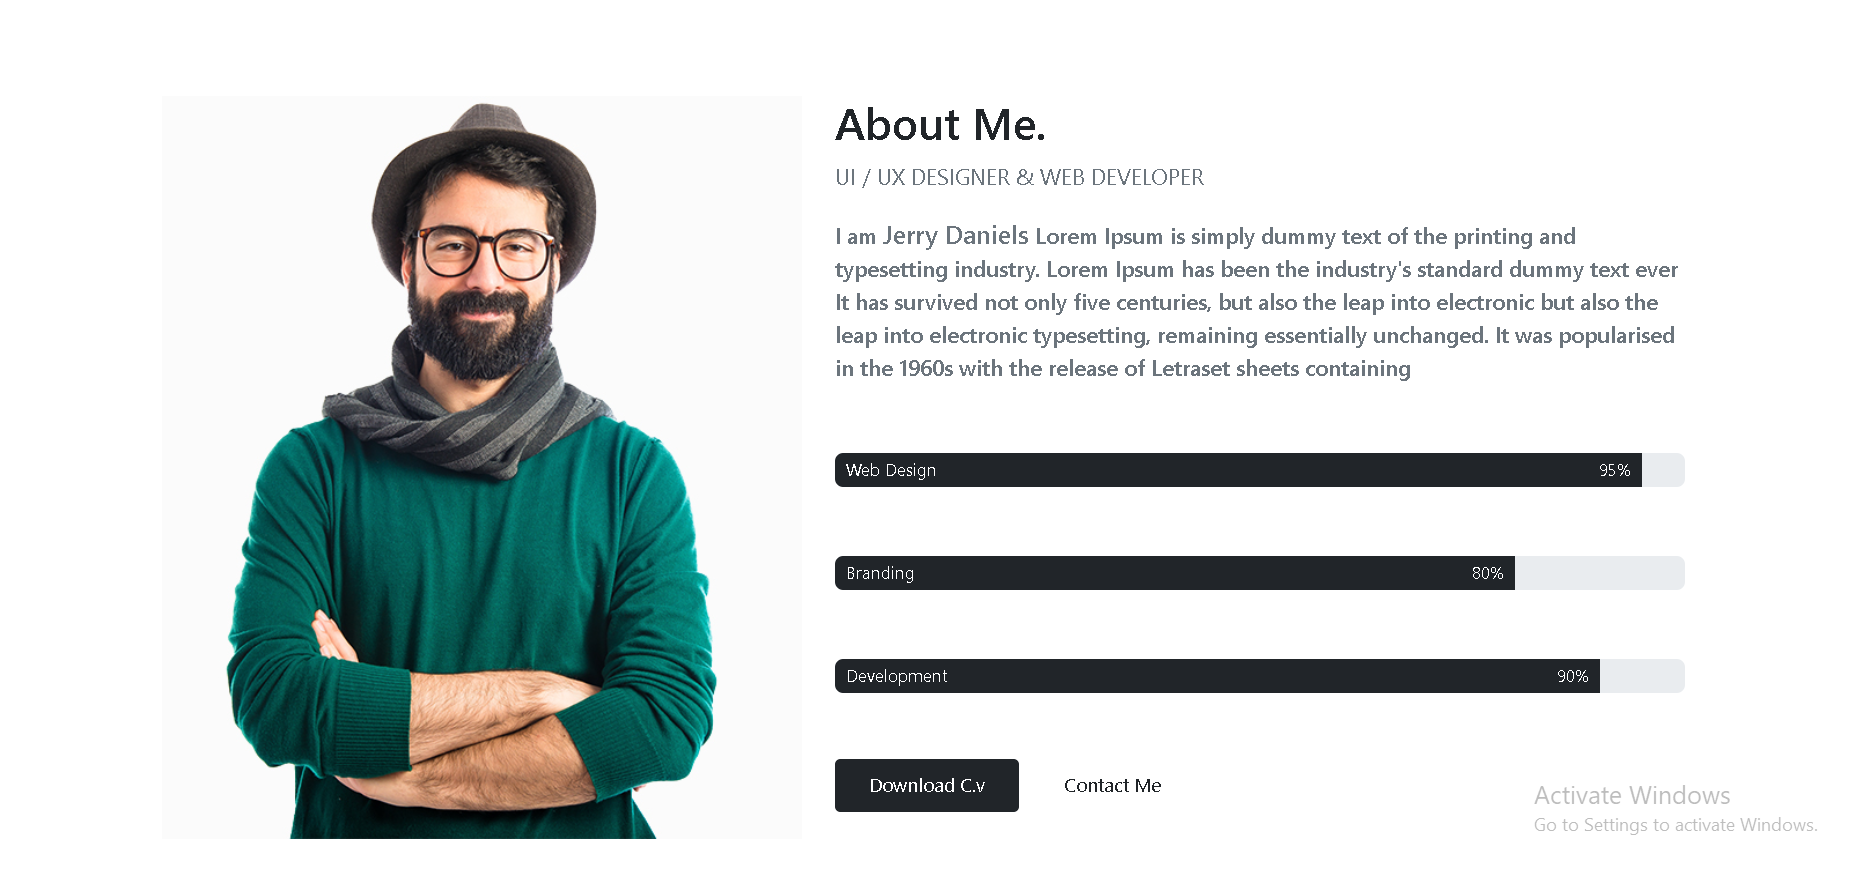 About Me.
UI / UX DESIGNER & WEB DEVELOPER
I am Jerry Daniels Lorem Ipsum is simply dummy text of the printing and
typesetting industry. Lorem Ipsum has been the industry's standard dummy text ever
It has survived not only five centuries, but also the leap into electronic but also the
leap into electronic typesetting, remaining essentially unchanged. It was popularised
in the 1960s with the release of Letraset sheets containing
Web Design 95%
Branding 80%
Development 90%
Download C.v Contact Me
Activate Windows
Go to Settings to activate Windows.